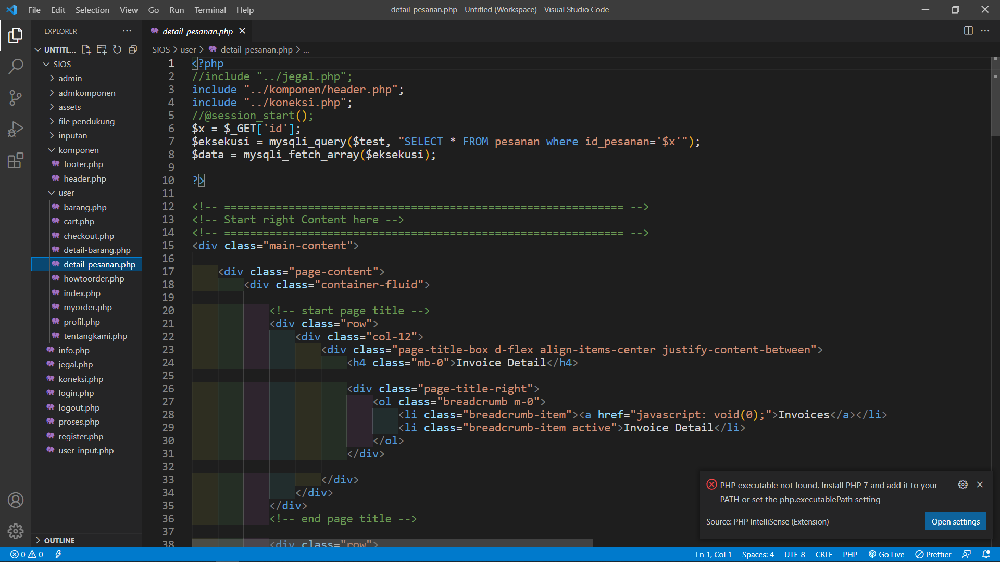 File Edit Selection View Go Run Terminal Help
detail-pesanan.php - Untitled (Workspace) - Visual Studio Code
EXPLORER
UNTITL...
SIOS
admin
admkomponen
assets
file pendukung
inputan
komponen
footer.php
header.php
user
barang.php
cart.php
checkout.php
detail-barang.php
detail-pesanan.php
howtoorder.php
index.php
myorder.php
profil.php
tentangkami.php
info.php
jegal.php
koneksi.php
login.php
logout.php
proses.php
register.php
user-input.php
OUTLINE
detail-pesanan.php
SIOS > user > detail-pesanan.php > ...
1 <?php
2 //include "../jegal.php";
3 include "../komponen/header.php";
4 include "../koneksi.php";
5 //@session_start();
6 $x = $_GET['id'];
7 $eksekusi = mysqli_query($test, "SELECT * FROM pesanan where id_pesanan='$x'");
8 $data = mysqli_fetch_array($eksekusi);
9
10 ?>
11
12 <!-- ============================================================== -->
13 <!-- Start right Content here -->
14 <!-- ============================================================== -->
15 <div class="main-content">
16
17 <div class="page-content">
18 <div class="container-fluid">
19
20 <!-- start page title -->
21 <div class="row">
22 <div class="col-12">
23 <div class="page-title-box d-flex align-items-center justify-content-between">
24 <h4 class="mb-0">Invoice Detail</h4>
25
26 <div class="page-title-right">
27 <ol class="breadcrumb m-0">
28 <li class="breadcrumb-item"><a href="javascript: void(0);">Invoices</a></li>
29 <li class="breadcrumb-item active">Invoice Detail</li>
30 </ol>
31 </div>
32
33 </div>
34 </div>
35 </div>
36 <!-- end page title -->
37
38 <div class="row">
PHP executable not found. Install PHP 7 and add it to your
PATH or set the php.executablePath setting
Source: PHP IntelliSense (Extension)
Open settings
0 0
Ln 1, Col 1 Spaces: 4 UTF-8 CRLF PHP Go Live Prettier